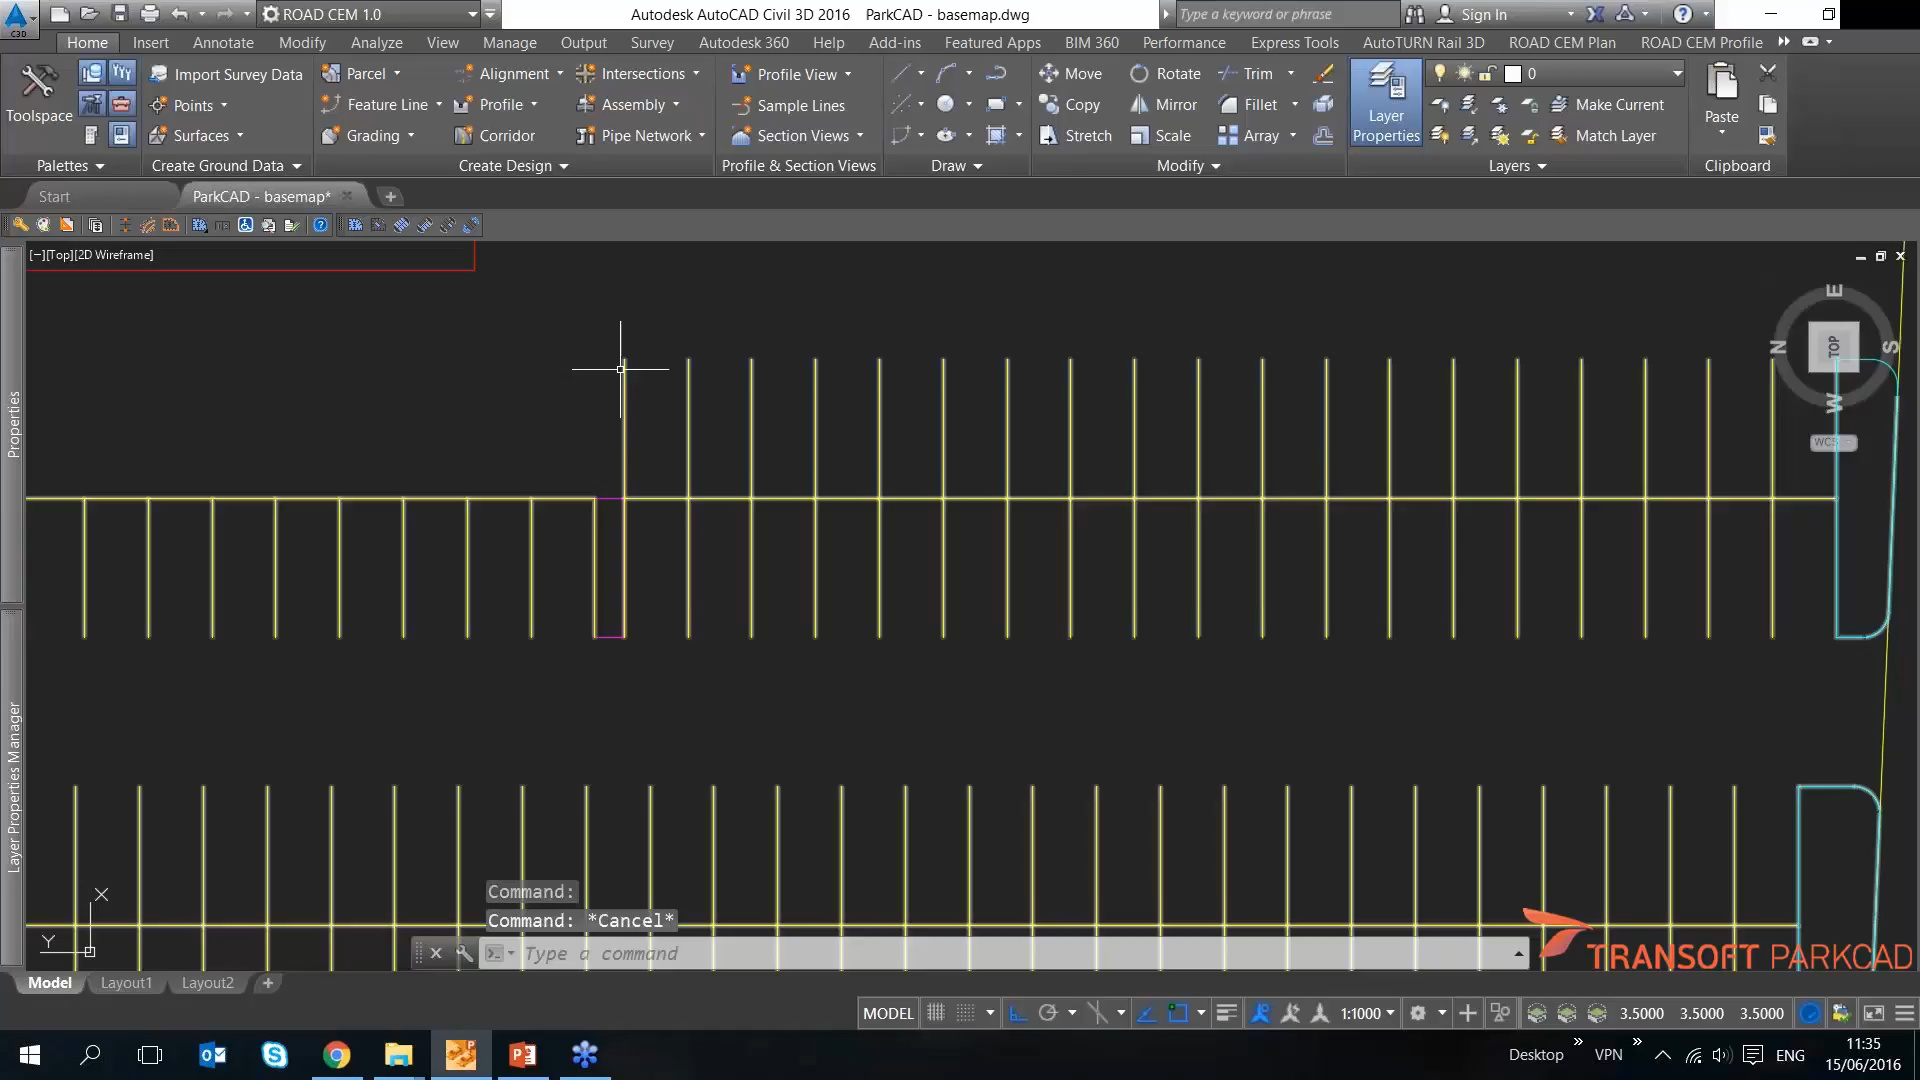 ROAD CEM 1.0
Autodesk AutoCAD Civil 3D 2016 ParkCAD - basemap.dwg
Type a keyword or phrase
Sign In
C3D
Home Insert Annotate Modify Analyze View Manage Output Survey Autodesk 360 Help Add-ins Featured Apps BIM 360 Performance Express Tools AutoTURN Rail 3D ROAD CEM Plan ROAD CEM Profile
Import Survey Data Parcel Alignment Intersections Profile View Move Rotate Trim 0
Toolspace Points Feature Line Profile Assembly Sample Lines Copy Mirror Fillet Layer Properties Make Current Paste
Surfaces Grading Corridor Pipe Network Section Views Stretch Scale Array Match Layer
Palettes Create Ground Data Create Design Profile & Section Views Draw Modify Layers Clipboard
Start ParkCAD - basemap*
[−][Top][2D Wireframe]
E
N TOP S
W
WCS
Properties
Layer Properties Manager
X
Y
Command:
Command: *Cancel*
Type a command
TRANSOFT PARKCAD
Model Layout1 Layout2
MODEL 1:1000 3.5000 3.5000 3.5000
Desktop VPN ENG 11:35
15/06/2016